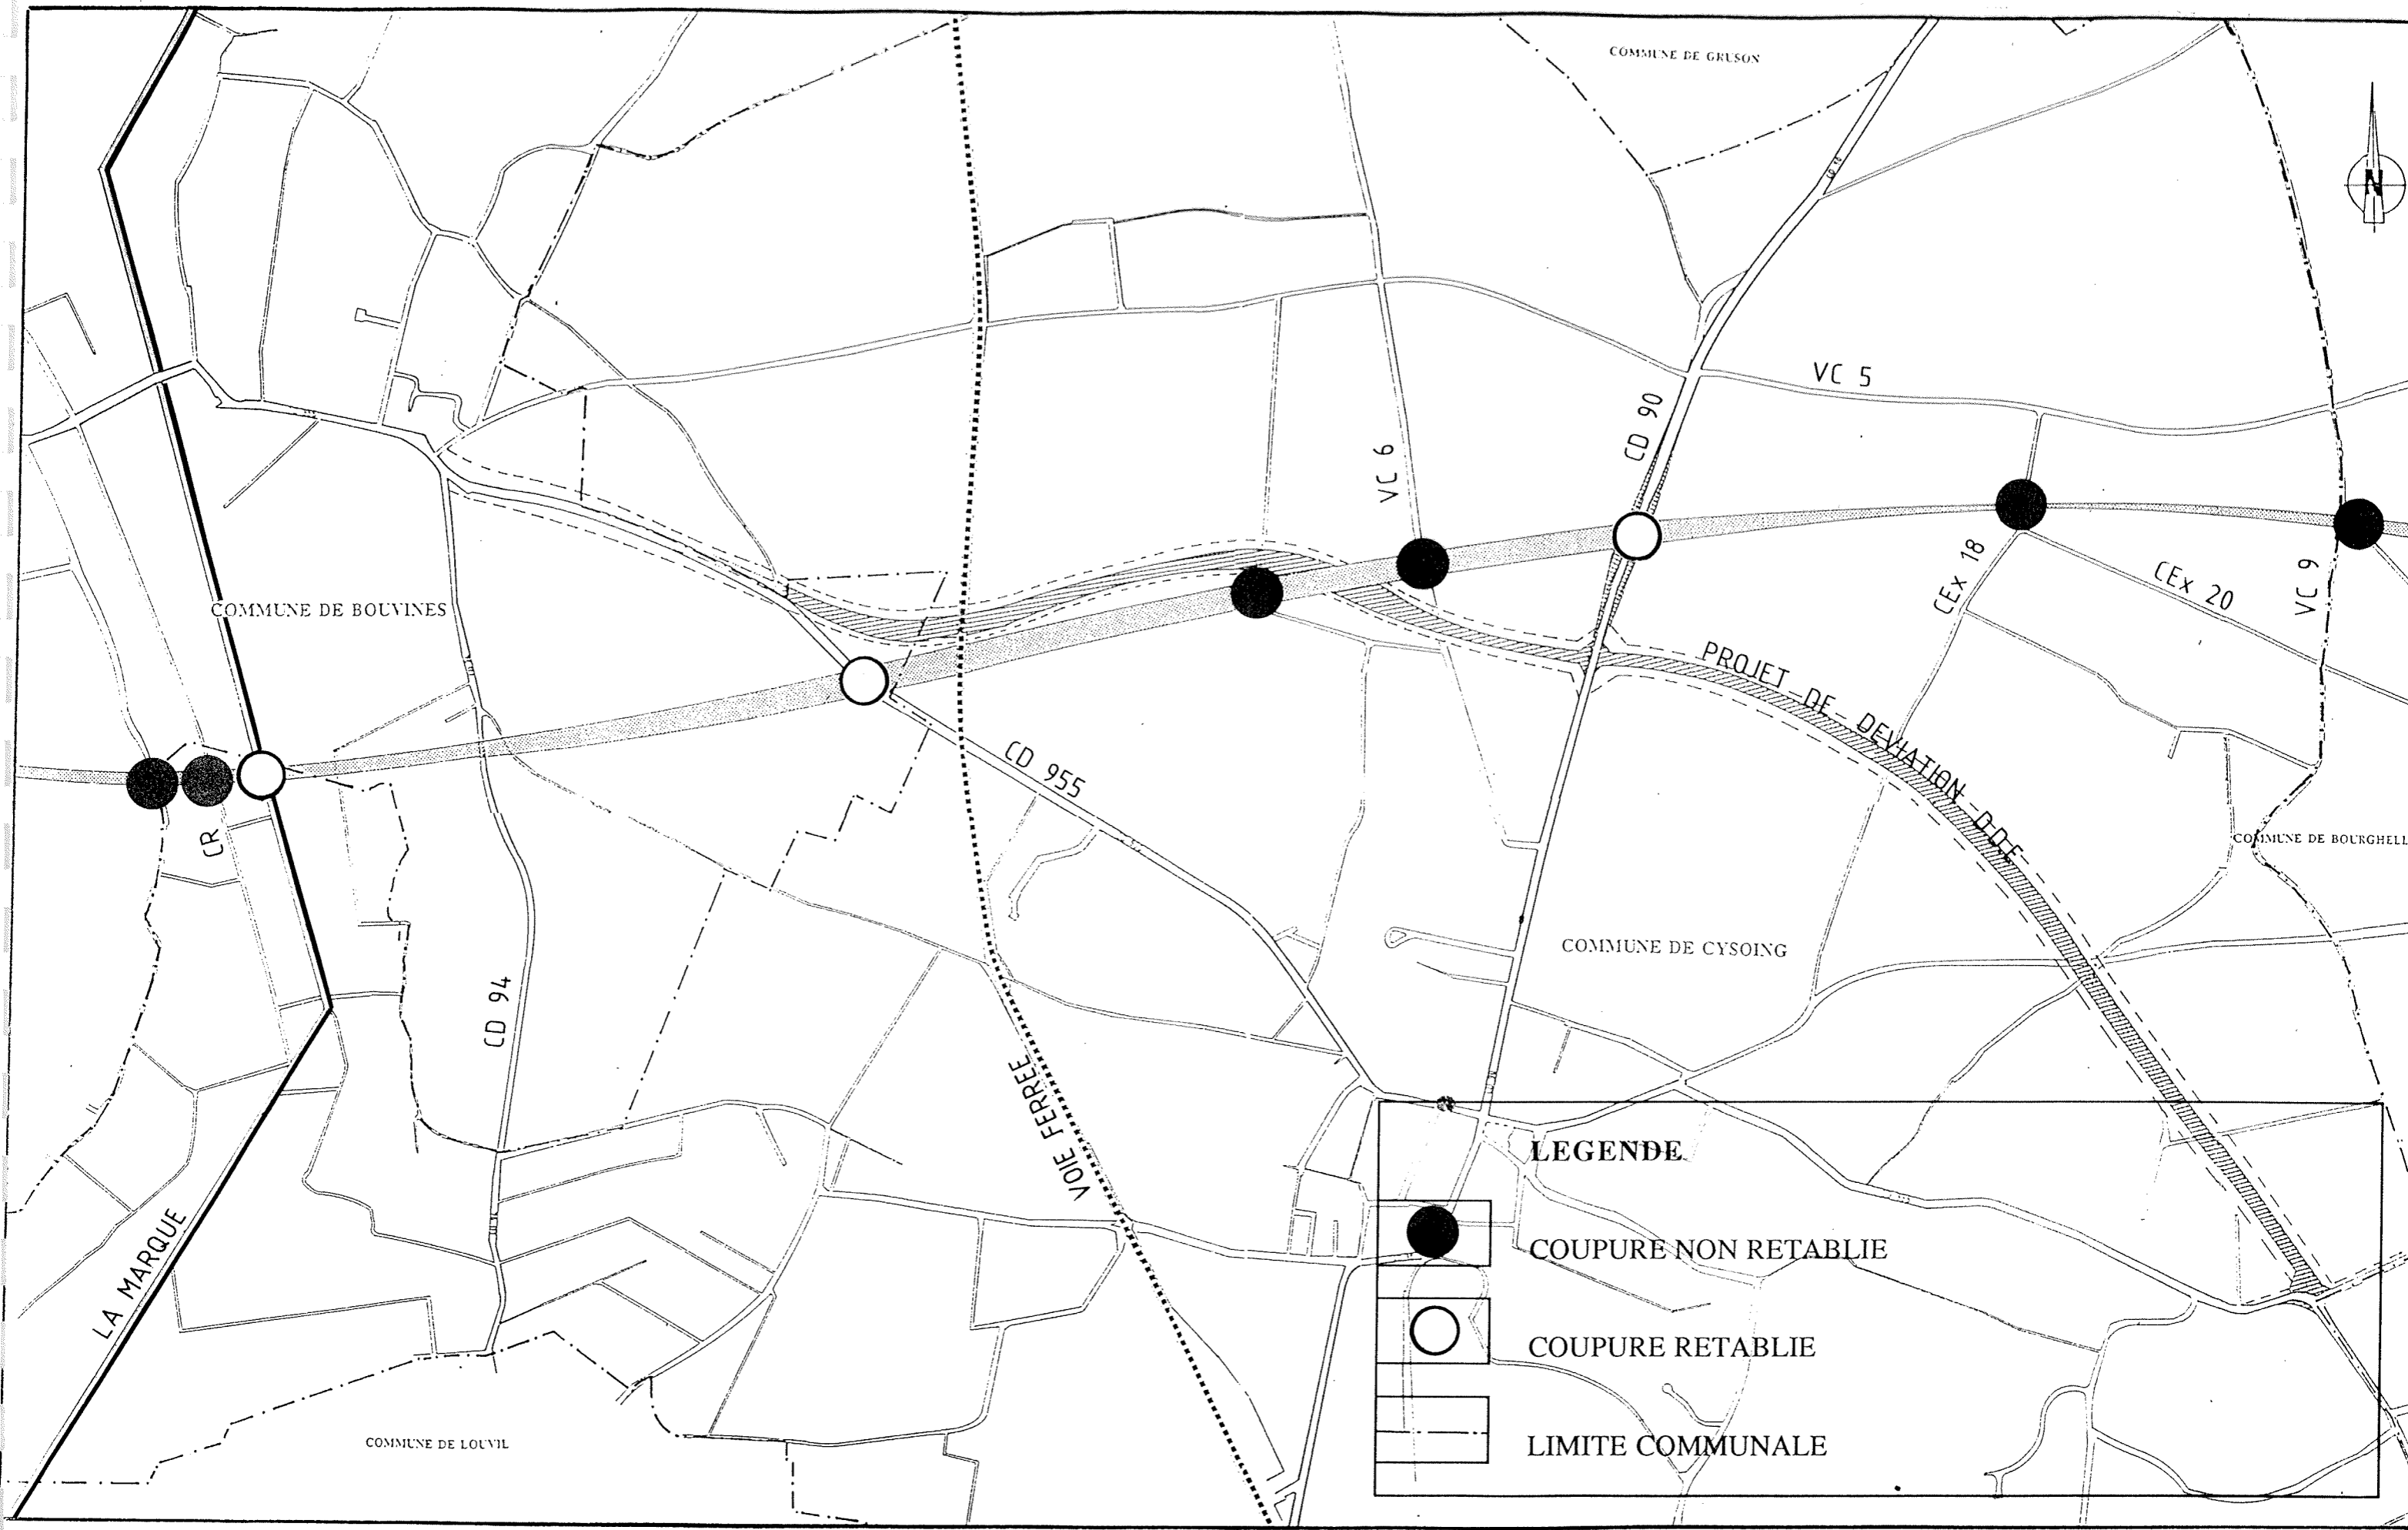 COMMUNE DE GRUSON
N
VC 5
CD 90
VC 6
CEx 18
CEx 20
VC 9
COMMUNE DE BOUVINES
PROJET DE DEVIATION D.D.E
CD 955
CR
COMMUNE DE BOURGHELL
COMMUNE DE CYSOING
CD 94
VOIE FERREE
LA MARQUE
COMMUNE DE LOUVIL
LEGENDE
COUPURE NON RETABLIE
COUPURE RETABLIE
LIMITE COMMUNALE